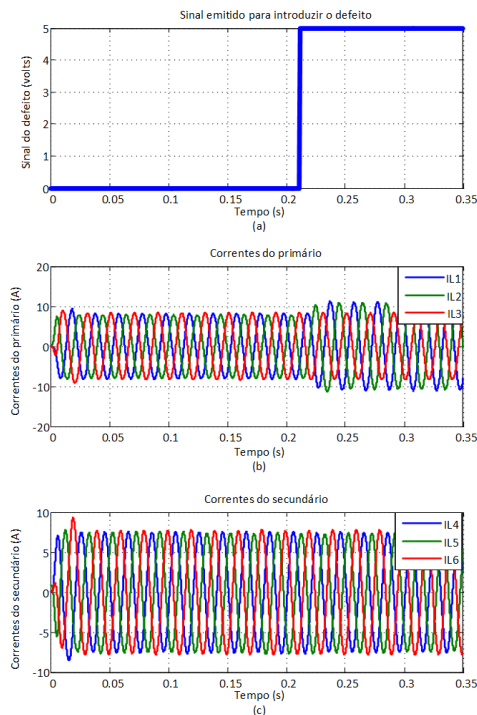 Sinal emitido para introduzir o defeito
Sinal do defeito (volts)
5
4
3
2
1
0
0 0.05 0.1 0.15 0.2 0.25 0.3 0.35
Tempo (s)
(a)
Correntes do primário
Correntes do primário (A)
20
10
0
-10
-20
IL1
IL2
IL3
0 0.05 0.1 0.15 0.2 0.25 0.3 0.35
Tempo (s)
(b)
Correntes do secundário
Correntes do secundário (A)
10
5
0
-5
-10
IL4
IL5
IL6
0 0.05 0.1 0.15 0.2 0.25 0.3 0.35
Tempo (s)
(c)